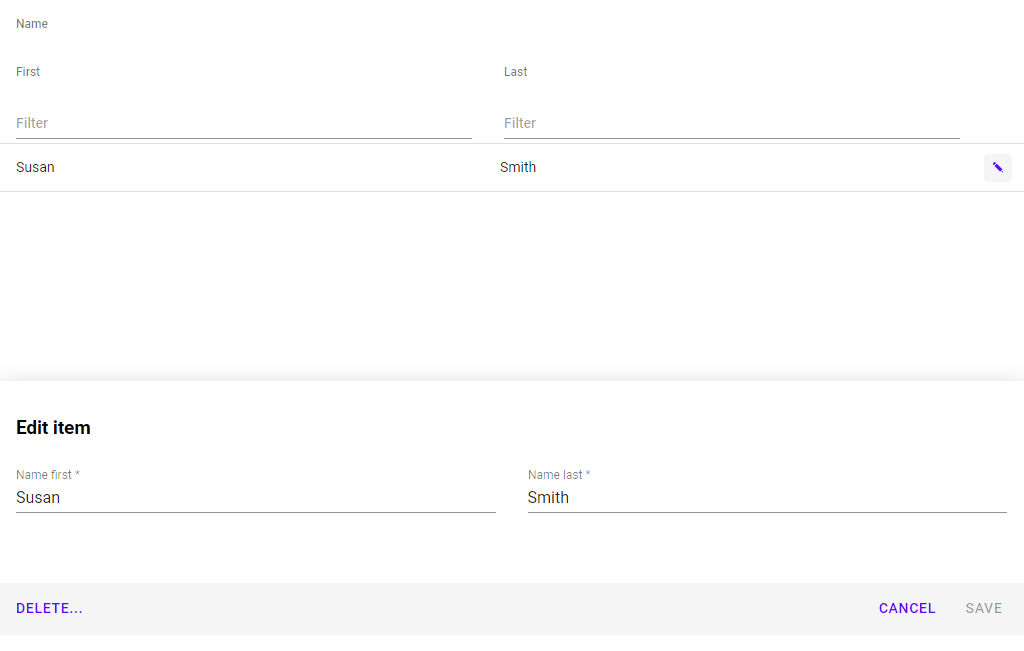 Name
First Last
Filter Filter
Susan Smith
Edit item
Name first * Name last *
Susan Smith
DELETE... CANCEL SAVE